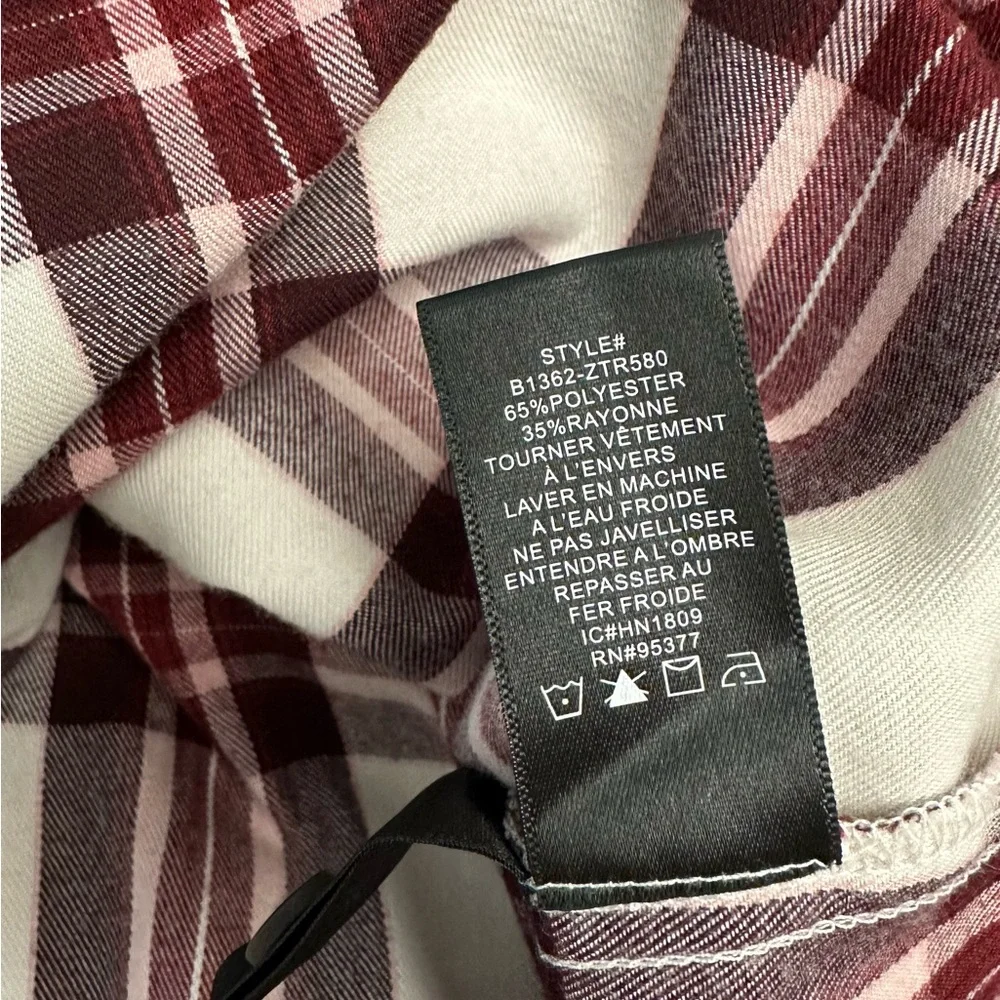 STYLE#
B1362-ZTR580
65%POLYESTER
35%RAYONNE
TOURNER VÊTEMENT
À L'ENVERS
LAVER EN MACHINE
A L'EAU FROIDE
NE PAS JAVELLISER
ENTENDRE A L'OMBRE
REPASSER AU
FER FROIDE
IC#HN1809
RN#95377